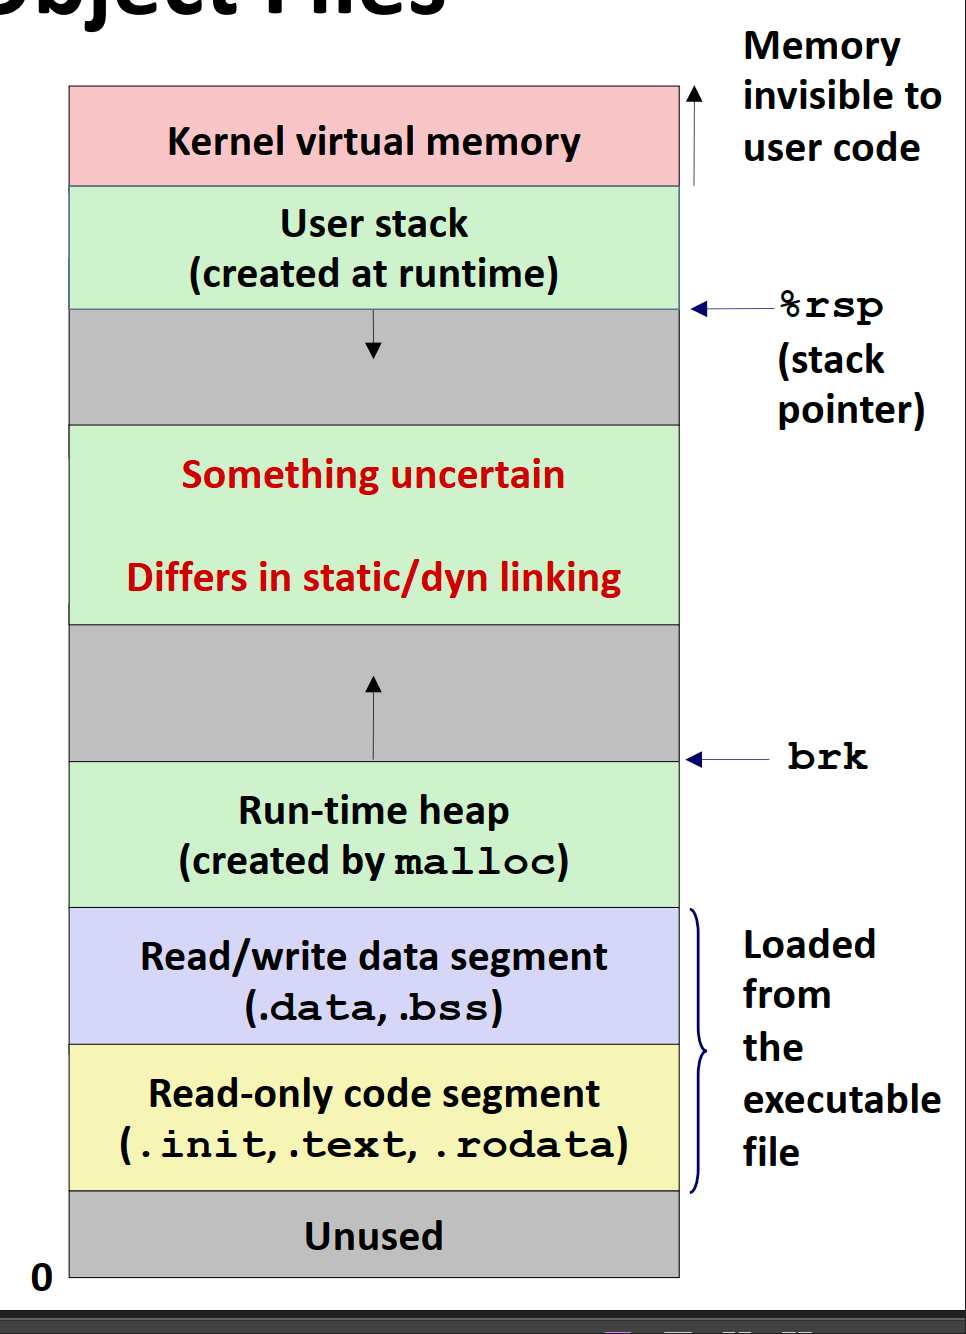 Object Files
Memory
invisible to
user code
Kernel virtual memory
User stack
(created at runtime)
%rsp
(stack
pointer)
Something uncertain
Differs in static/dyn linking
brk
Run-time heap
(created by malloc)
Read/write data segment
(.data, .bss)
Loaded
from
the
executable
file
Read-only code segment
(.init, .text, .rodata)
Unused
0